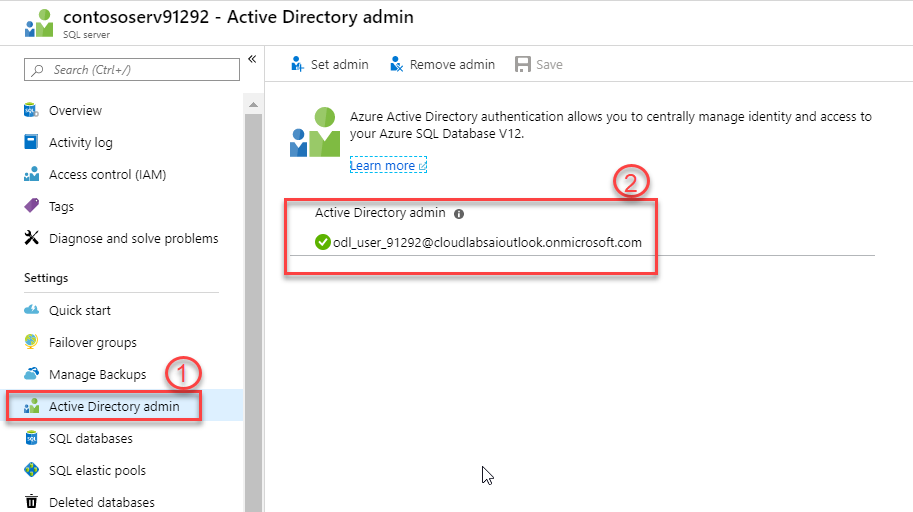 contososerv91292 - Active Directory admin
SQL server
Search (Ctrl+/)
«
Overview
Activity log
Access control (IAM)
Tags
Diagnose and solve problems
Settings
Quick start
Failover groups
Manage Backups
1
Active Directory admin
SQL databases
SQL elastic pools
Deleted databases
Set admin
Remove admin
Save
Azure Active Directory authentication allows you to centrally manage identity and access to
your Azure SQL Database V12.
Learn more
2
Active Directory admin
odl_user_91292@cloudlabsaioutlook.onmicrosoft.com